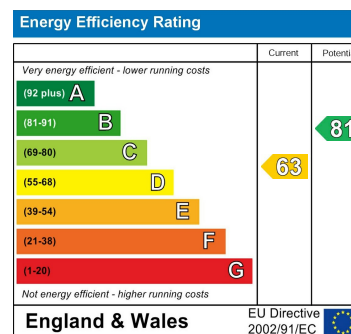 Energy Efficiency Rating
Current Potenti
Very energy efficient - lower running costs
(92 plus) A
(81-91) B
81
(69-80) C
63
(55-68) D
(39-54) E
(21-38) F
(1-20) G
Not energy efficient - higher running costs
England & Wales
EU Directive
2002/91/EC